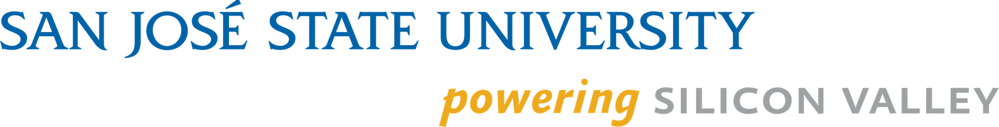 SAN JOSÉ STATE UNIVERSITY
powering SILICON VALLEY